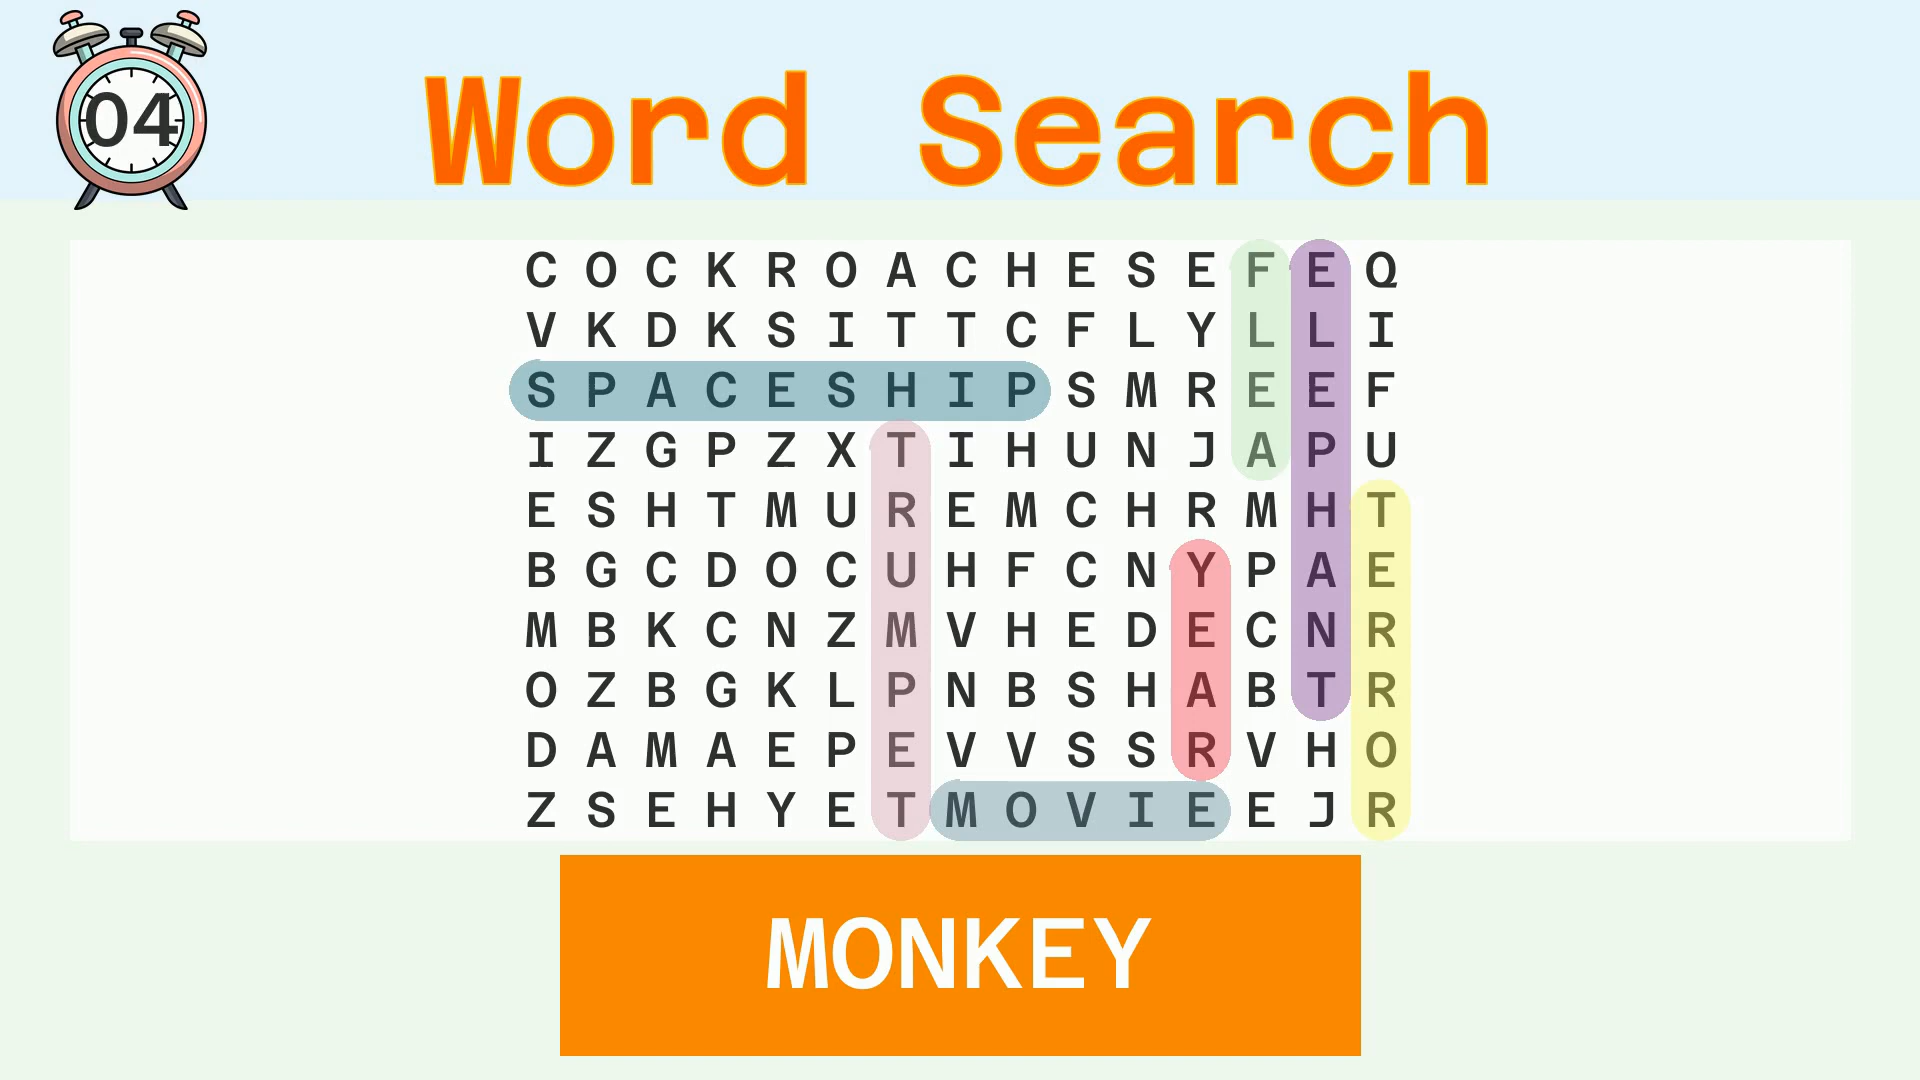 04
Word Search
C O C K R O A C H E S E F E Q
V K D K S I T T C F L Y L L I
S P A C E S H I P S M R E E F
I Z G P Z X T I H U N J A P U
E S H T M U R E M C H R M H T
B G C D O C U H F C N Y P A E
M B K C N Z M V H E D E C N R
O Z B G K L P N B S H A B T R
D A M A E P E V V S S R V H O
Z S E H Y E T M O V I E E J R
MONKEY